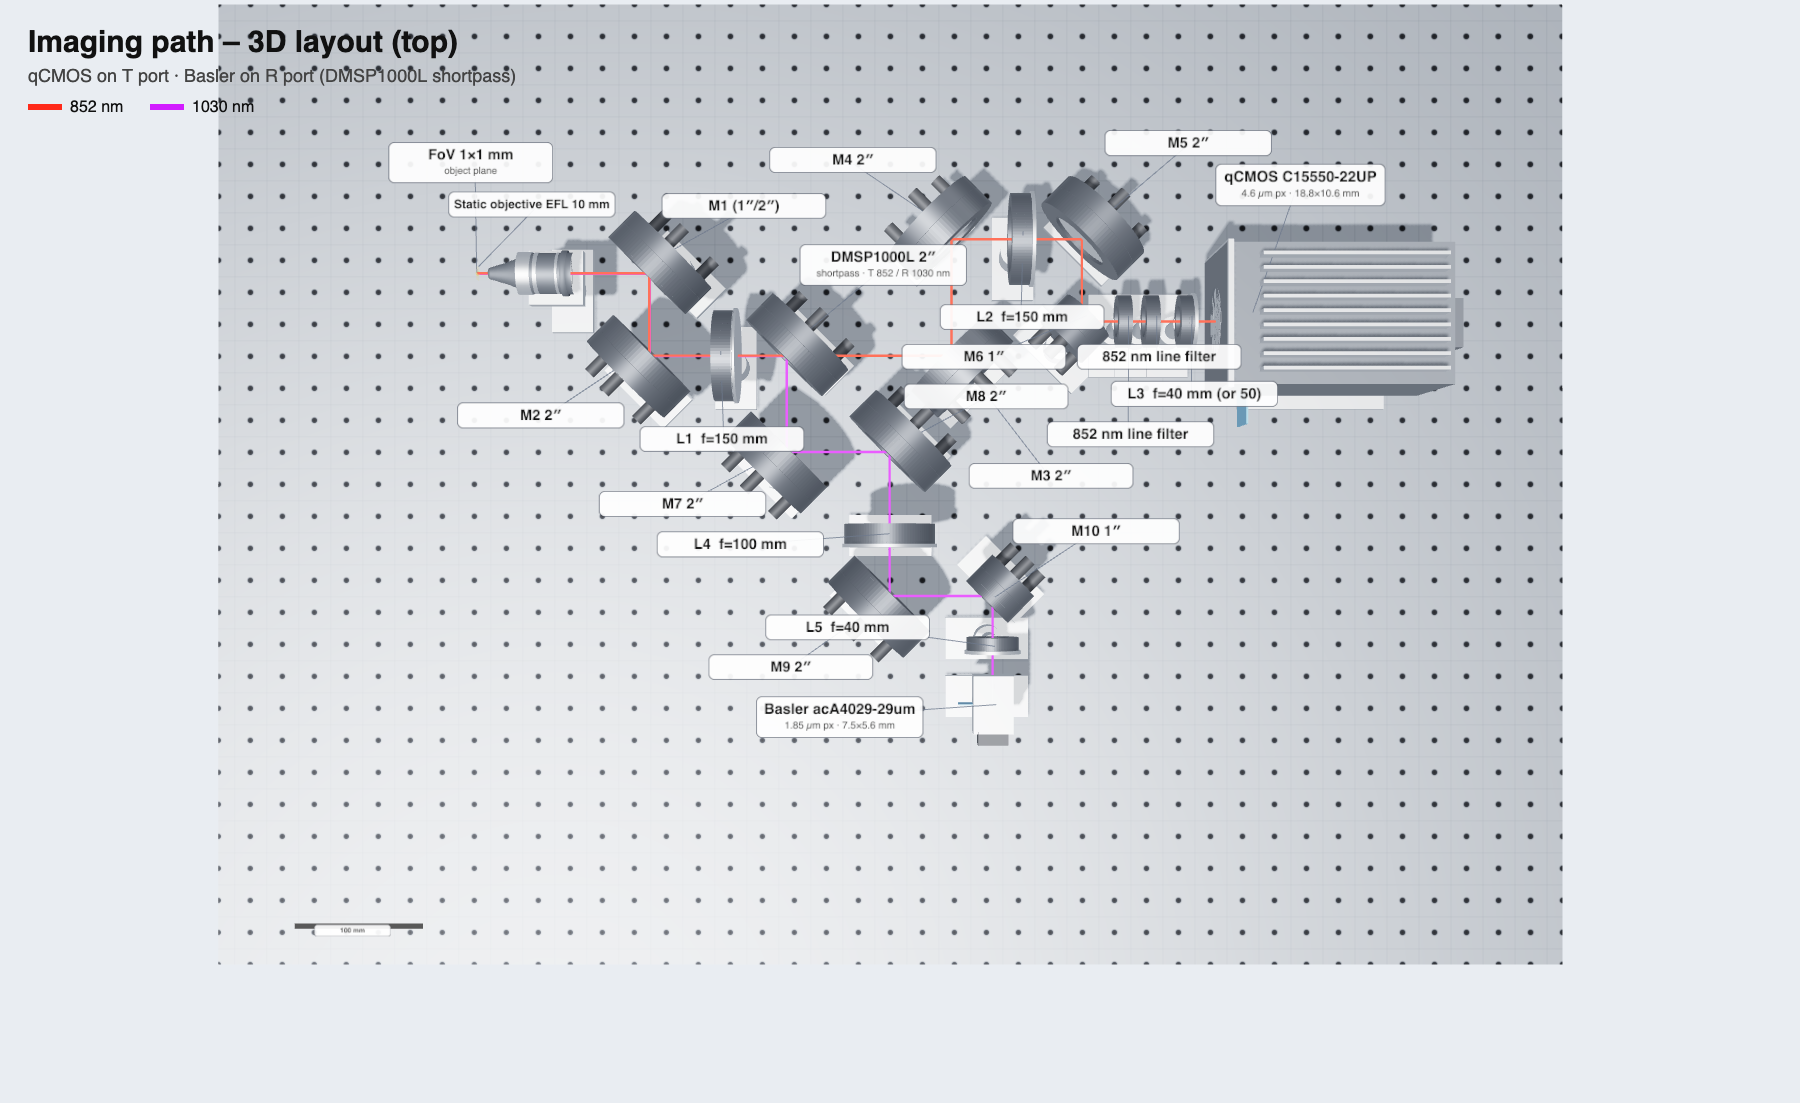 Imaging path – 3D layout (top)
qCMOS on T port · Basler on R port (DMSP1000L shortpass)
852 nm
1030 nm
FoV 1×1 mm
object plane
Static objective EFL 10 mm
M1 (1″/2″)
M4 2″
M5 2″
qCMOS C15550-22UP
4.6 µm px · 18.8×10.6 mm
DMSP1000L 2″
shortpass · T 852 / R 1030 nm
L2 f=150 mm
M6 1″
852 nm line filter
M8 2″
L3 f=40 mm (or 50)
M2 2″
L1 f=150 mm
852 nm line filter
M3 2″
M7 2″
L4 f=100 mm
M10 1″
L5 f=40 mm
M9 2″
Basler acA4029-29um
1.85 µm px · 7.5×5.6 mm
100 mm